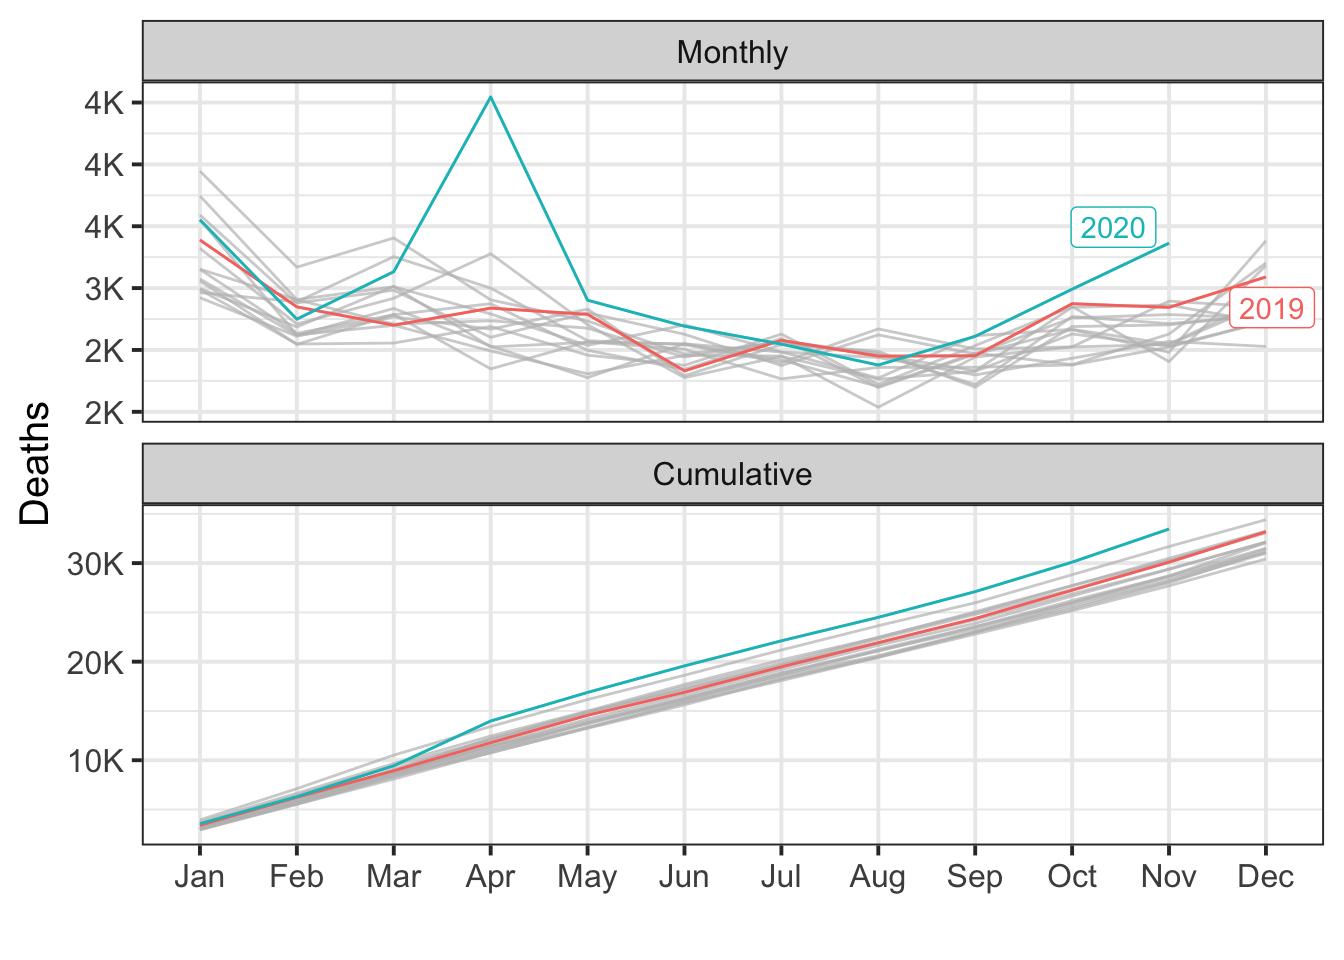 Monthly
4K
4K
4K
3K
2K
2K
2020
2019
Deaths
Cumulative
30K
20K
10K
Jan Feb Mar Apr May Jun Jul Aug Sep Oct Nov Dec